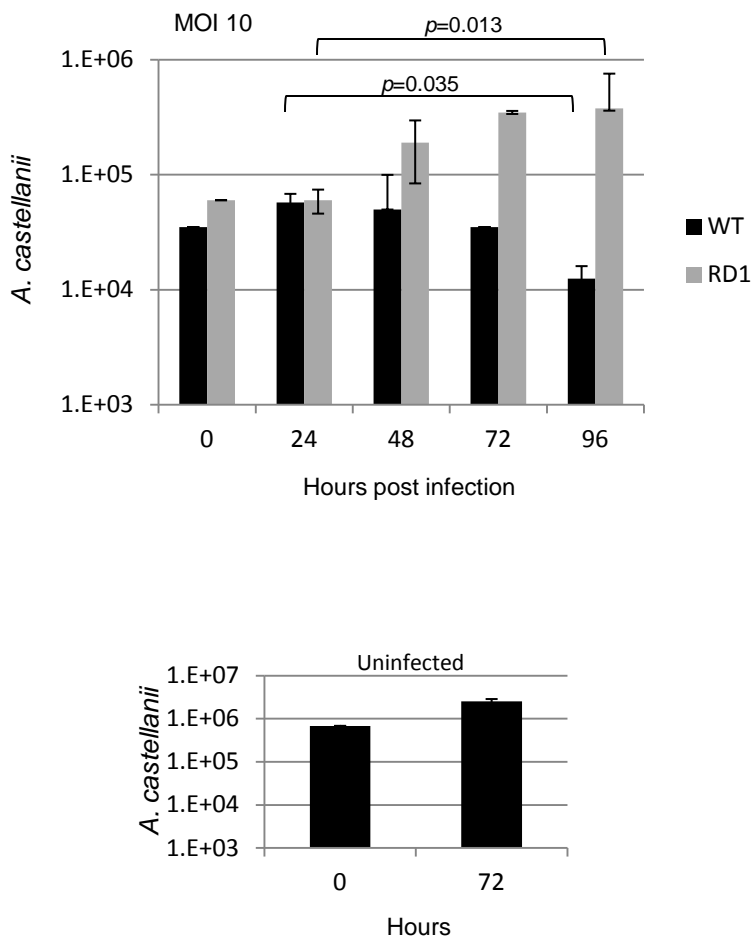 MOI 10
p=0.013
p=0.035
1.E+06
1.E+05
1.E+04
1.E+03
A. castellanii
0 24 48 72 96
Hours post infection
WT
RD1
Uninfected
1.E+07
1.E+06
1.E+05
1.E+04
1.E+03
A. castellanii
0 72
Hours